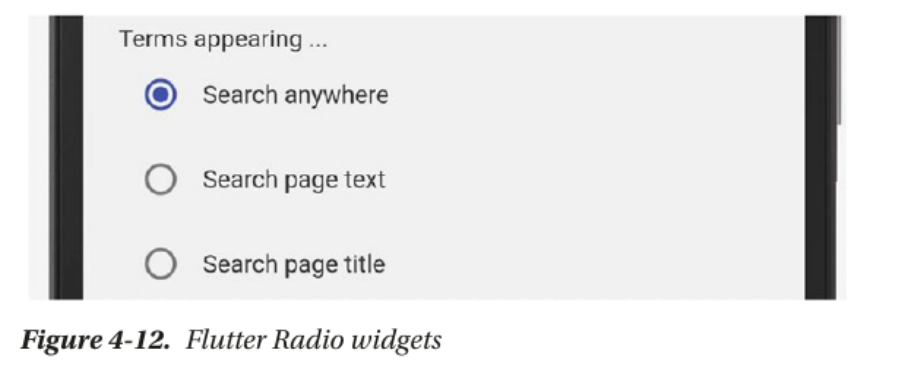 Terms appearing ...
Search anywhere
Search page text
Search page title
Figure 4-12. Flutter Radio widgets